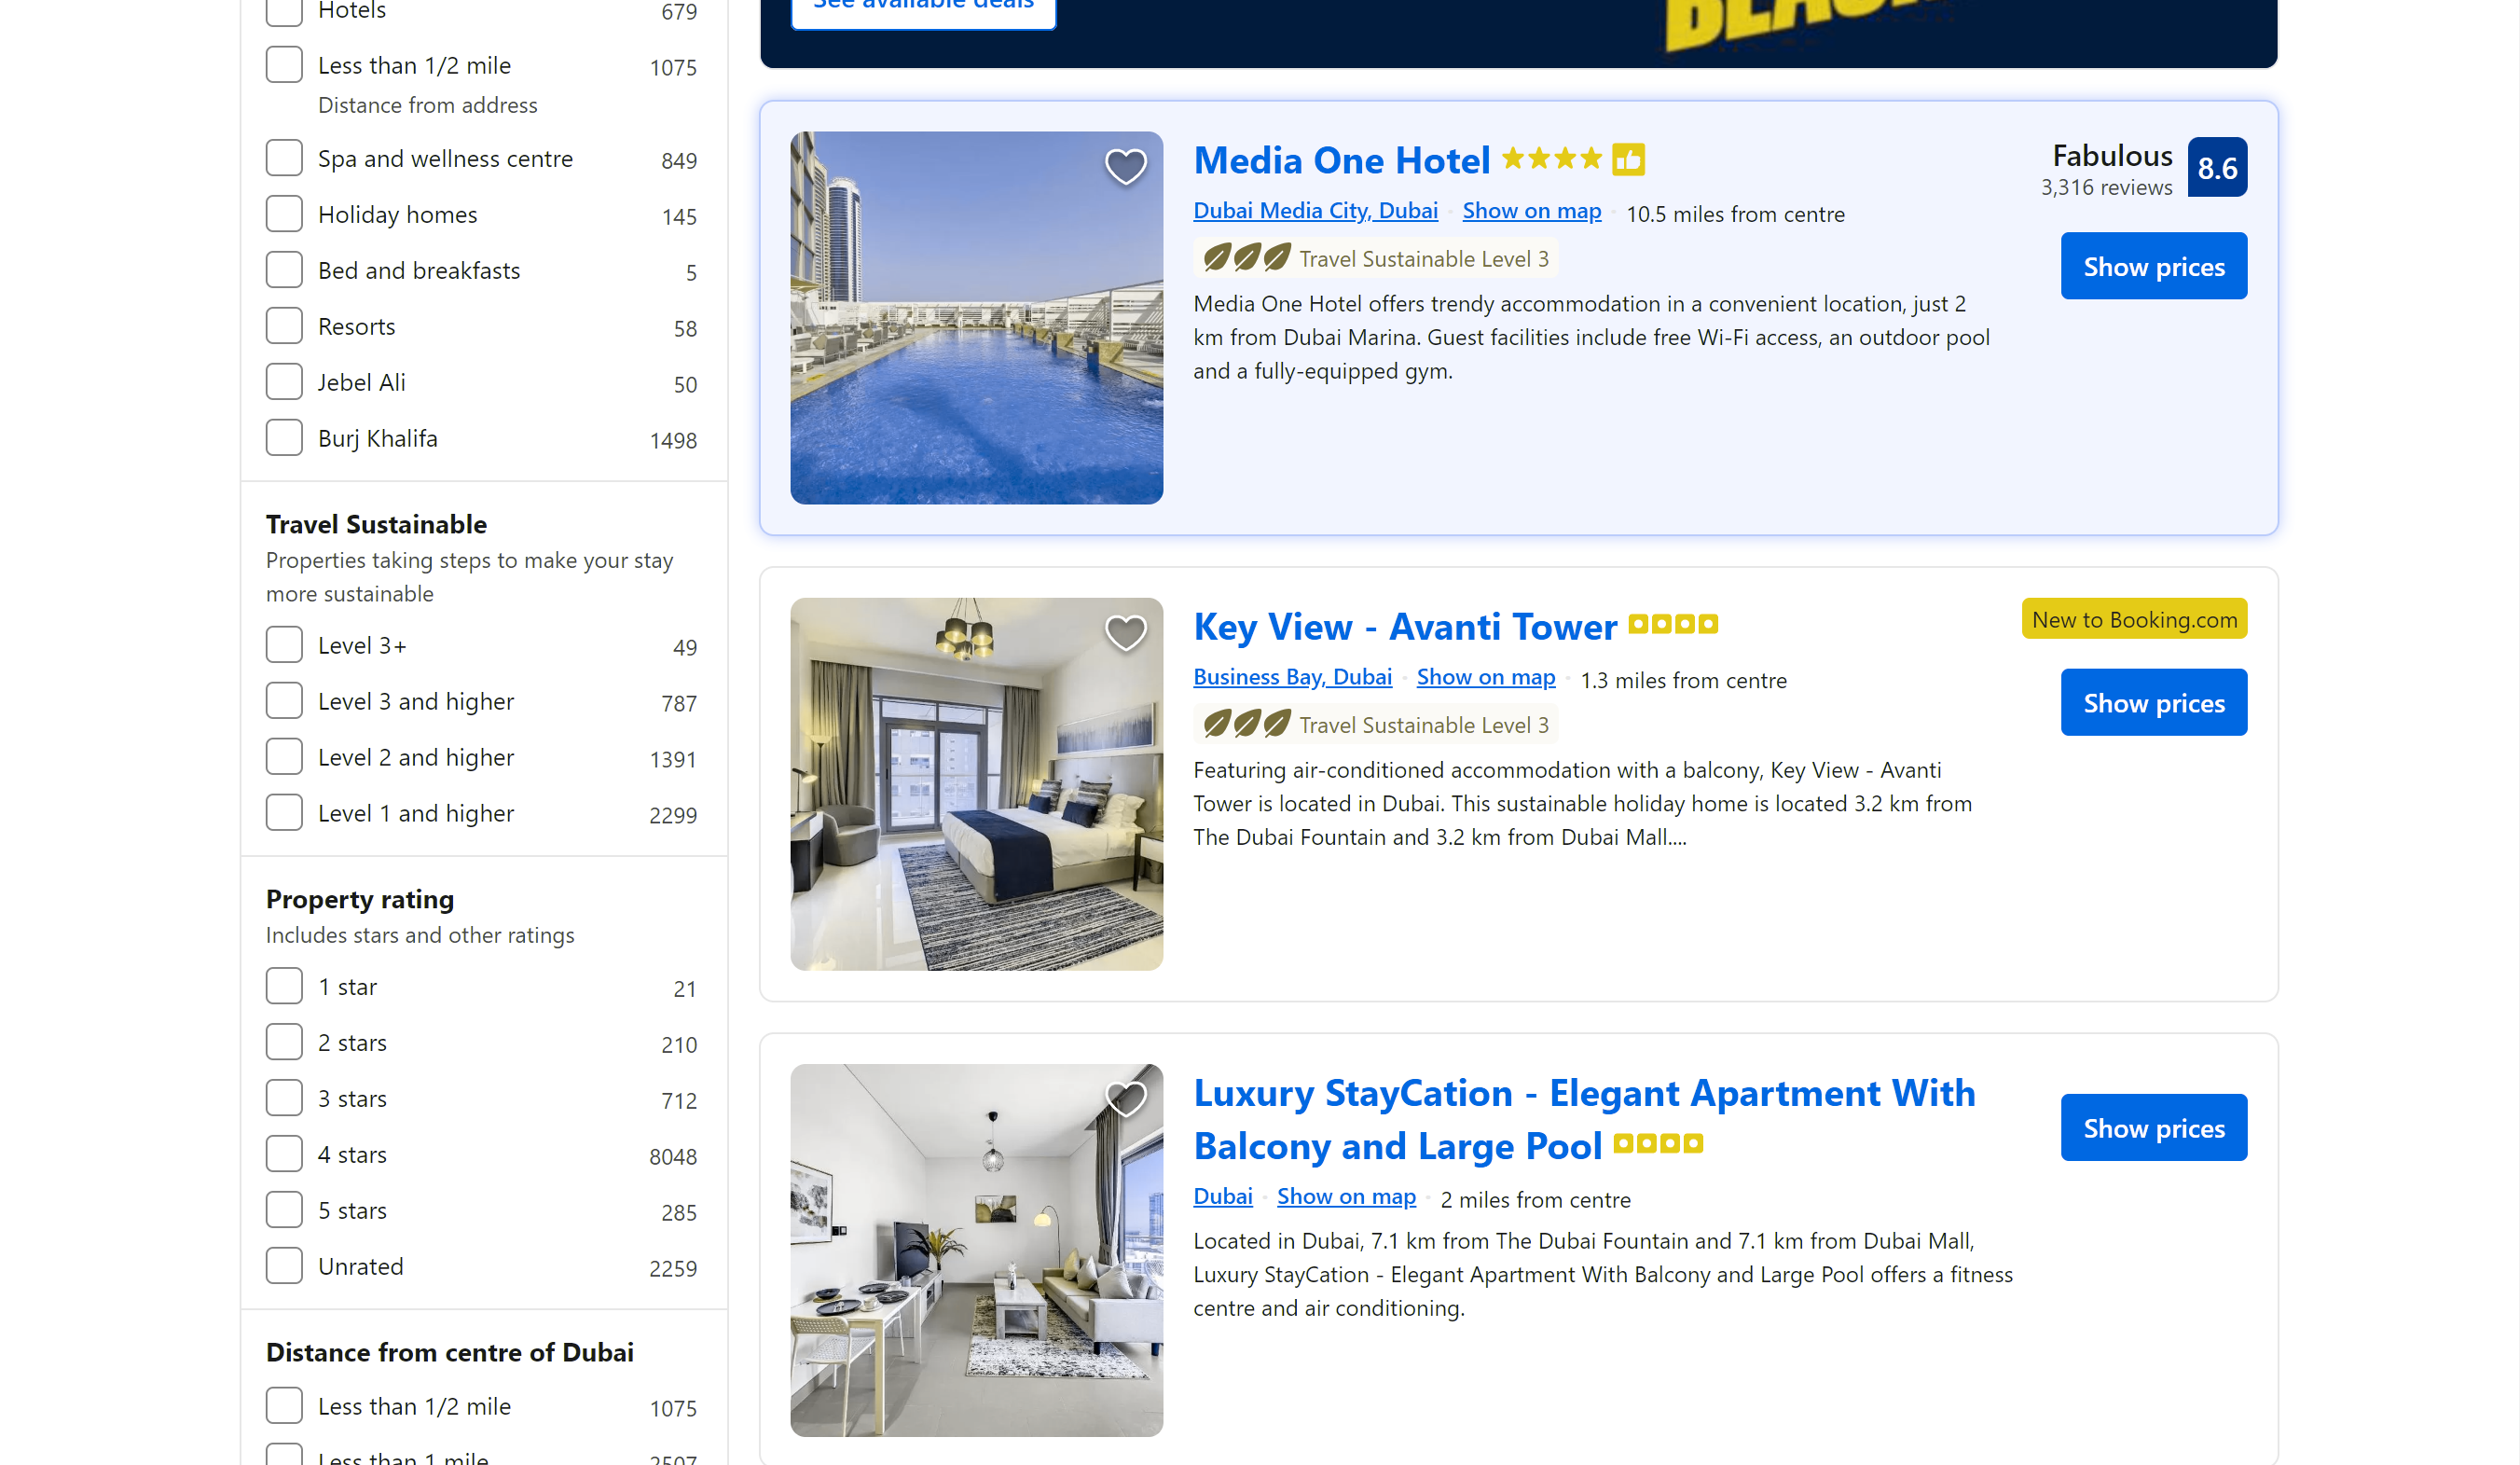 Hotels 679
Less than 1/2 mile 1075
Distance from address
Spa and wellness centre 849
Holiday homes 145
Bed and breakfasts 5
Resorts 58
Jebel Ali 50
Burj Khalifa 1498
Travel Sustainable
Properties taking steps to make your stay
more sustainable
Level 3+ 49
Level 3 and higher 787
Level 2 and higher 1391
Level 1 and higher 2299
Property rating
Includes stars and other ratings
1 star 21
2 stars 210
3 stars 712
4 stars 8048
5 stars 285
Unrated 2259
Distance from centre of Dubai
Less than 1/2 mile 1075
Less than 1 mile 2507
See available deals
Media One Hotel
Fabulous 8.6
3,316 reviews
Dubai Media City, Dubai Show on map 10.5 miles from centre
Travel Sustainable Level 3
Show prices
Media One Hotel offers trendy accommodation in a convenient location, just 2
km from Dubai Marina. Guest facilities include free Wi-Fi access, an outdoor pool
and a fully-equipped gym.
Key View - Avanti Tower
New to Booking.com
Business Bay, Dubai Show on map 1.3 miles from centre
Travel Sustainable Level 3
Show prices
Featuring air-conditioned accommodation with a balcony, Key View - Avanti
Tower is located in Dubai. This sustainable holiday home is located 3.2 km from
The Dubai Fountain and 3.2 km from Dubai Mall....
Luxury StayCation - Elegant Apartment With
Balcony and Large Pool
Show prices
Dubai Show on map 2 miles from centre
Located in Dubai, 7.1 km from The Dubai Fountain and 7.1 km from Dubai Mall,
Luxury StayCation - Elegant Apartment With Balcony and Large Pool offers a fitness
centre and air conditioning.